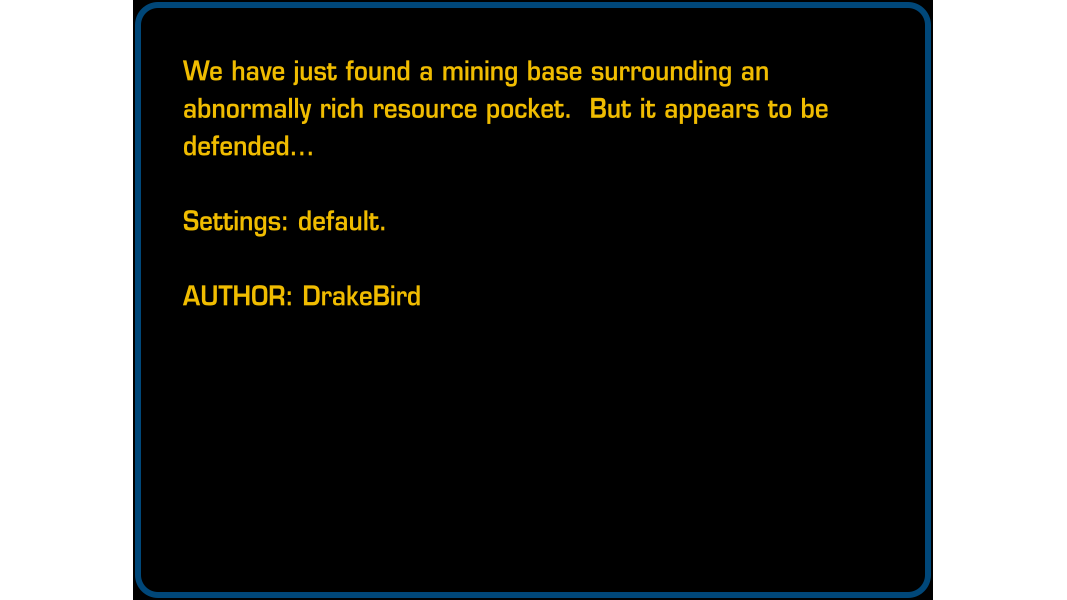 We have just found a mining base surrounding an
abnormally rich resource pocket.  But it appears to be
defended...
Settings: default.
AUTHOR: DrakeBird